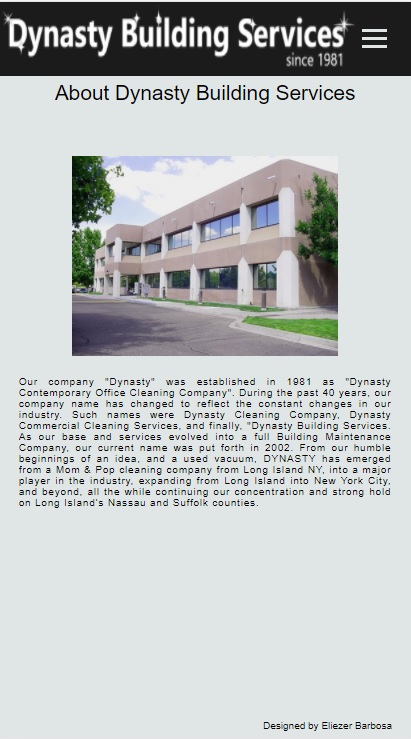 Dynasty Building Services
since 1981
About Dynasty Building Services
Our company "Dynasty" was established in 1981 as "Dynasty
Contemporary Office Cleaning Company". During the past 40 years, our
company name has changed to reflect the constant changes in our
industry. Such names were Dynasty Cleaning Company, Dynasty
Commercial Cleaning Services, and finally, "Dynasty Building Services.
As our base and services evolved into a full Building Maintenance
Company, our current name was put forth in 2002. From our humble
beginnings of an idea, and a used vacuum, DYNASTY has emerged
from a Mom & Pop cleaning company from Long Island NY, into a major
player in the industry, expanding from Long Island into New York City,
and beyond, all the while continuing our concentration and strong hold
on Long Island's Nassau and Suffolk counties.
Designed by Eliezer Barbosa